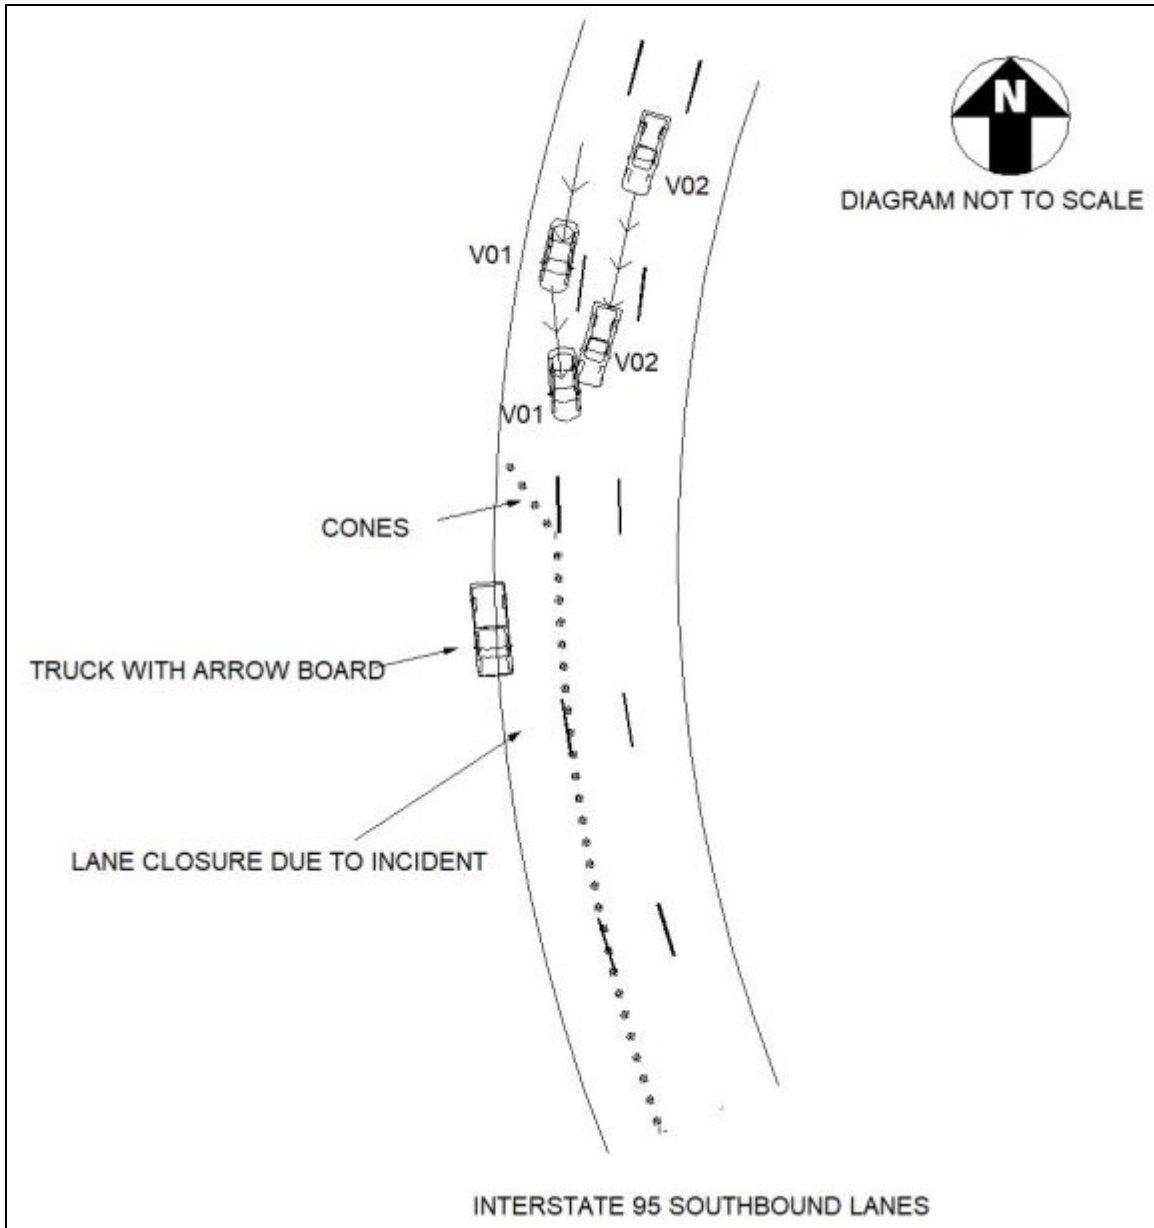 N
DIAGRAM NOT TO SCALE
V02
V01
V02
V01
CONES
TRUCK WITH ARROW BOARD
LANE CLOSURE DUE TO INCIDENT
INTERSTATE 95 SOUTHBOUND LANES